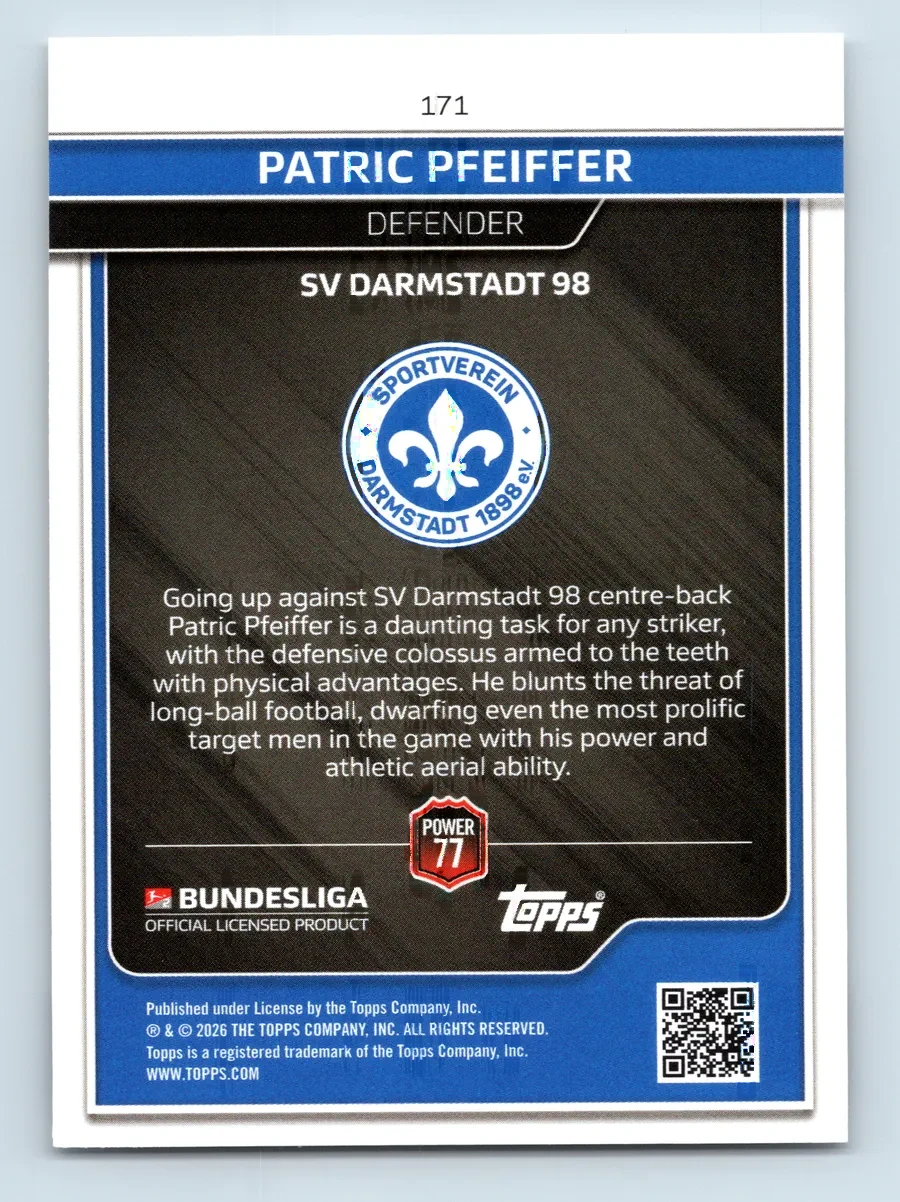 171
PATRIC PFEIFFER
DEFENDER
SV DARMSTADT 98
SPORTVEREIN
DARMSTADT 1898 e.V.
Going up against SV Darmstadt 98 centre-back
Patric Pfeiffer is a daunting task for any striker,
with the defensive colossus armed to the teeth
with physical advantages. He blunts the threat of
long-ball football, dwarfing even the most prolific
target men in the game with his power and
athletic aerial ability.
POWER
77
2 BUNDESLIGA
OFFICIAL LICENSED PRODUCT
topps®
Published under License by the Topps Company, Inc.
® & © 2026 THE TOPPS COMPANY, INC. ALL RIGHTS RESERVED.
Topps is a registered trademark of the Topps Company, Inc.
WWW.TOPPS.COM